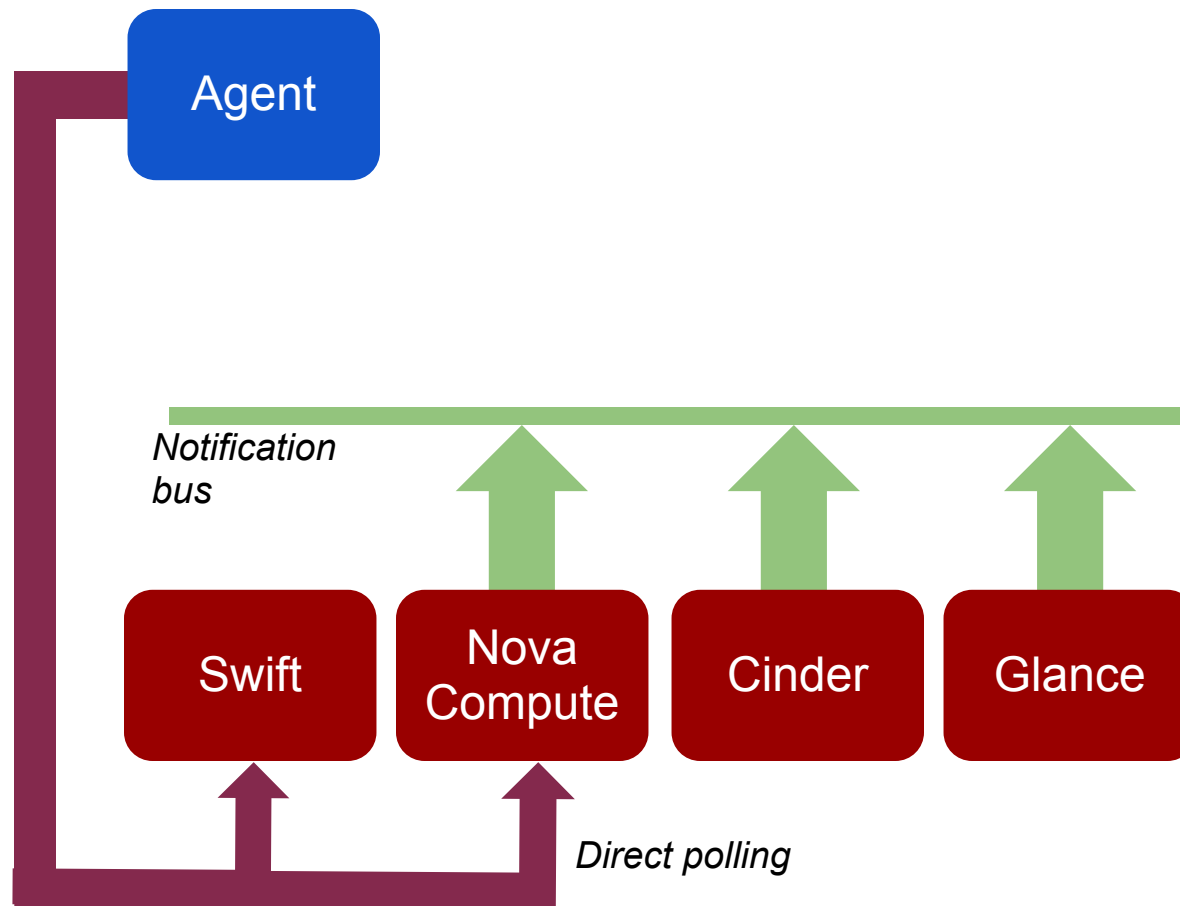 Agent
Notification
bus
Swift
Nova
Compute
Cinder
Glance
Direct polling